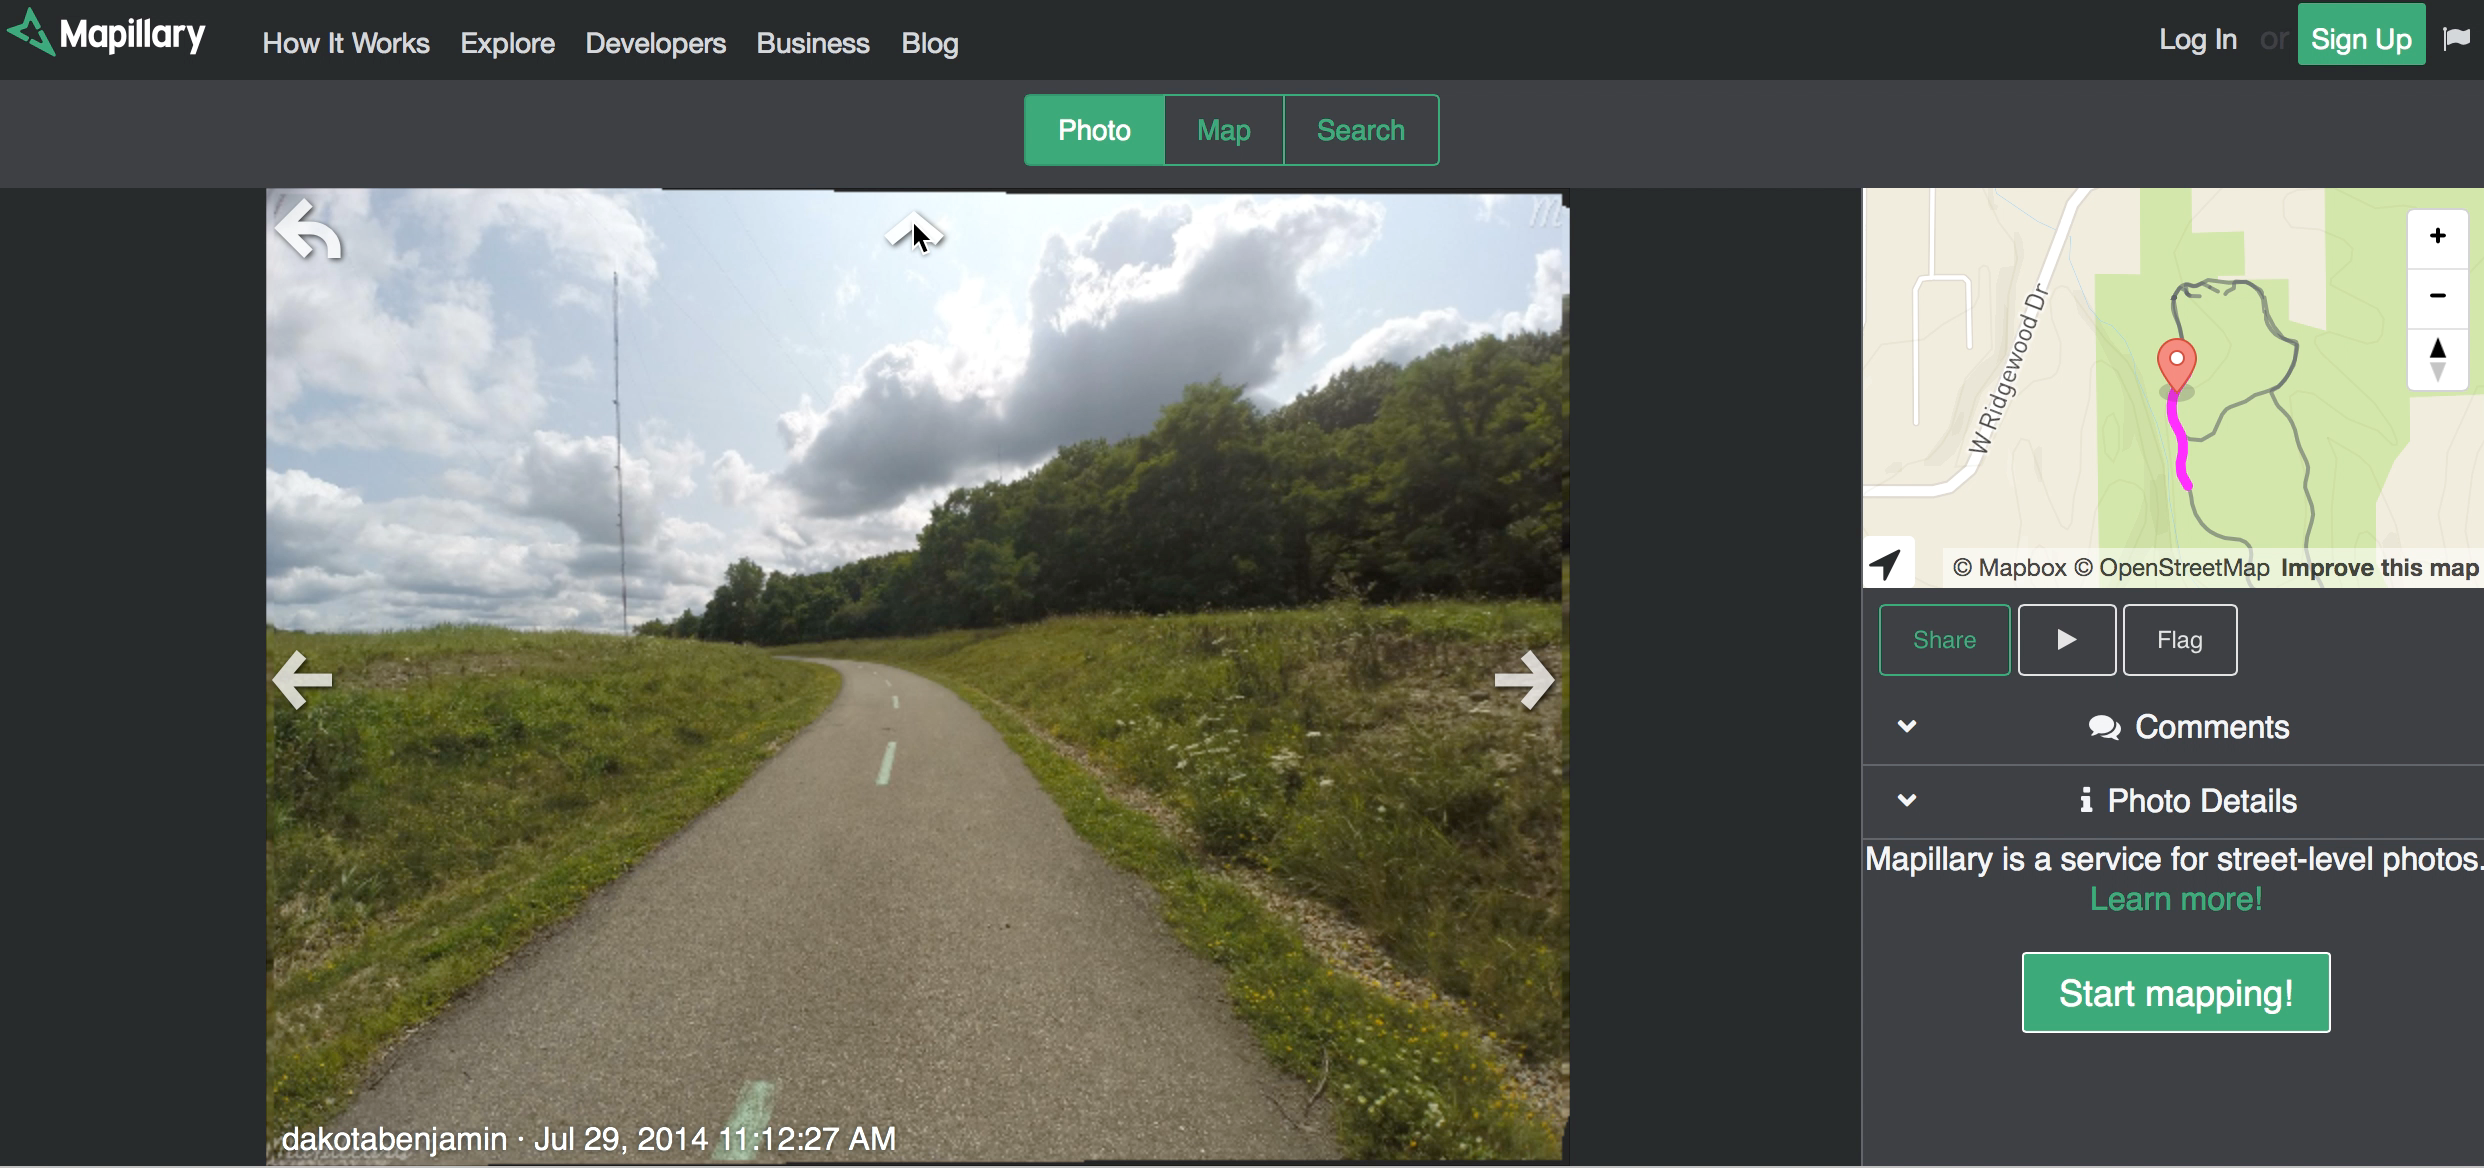 Mapillary
How It Works Explore Developers Business Blog
Log In or Sign Up
Photo Map Search
W Ridgewood Dr
+
−
© Mapbox © OpenStreetMap Improve this map
Share Flag
Comments
Photo Details
Mapillary is a service for street-level photos.
Learn more!
Start mapping!
dakotabenjamin · Jul 29, 2014 11:12:27 AM